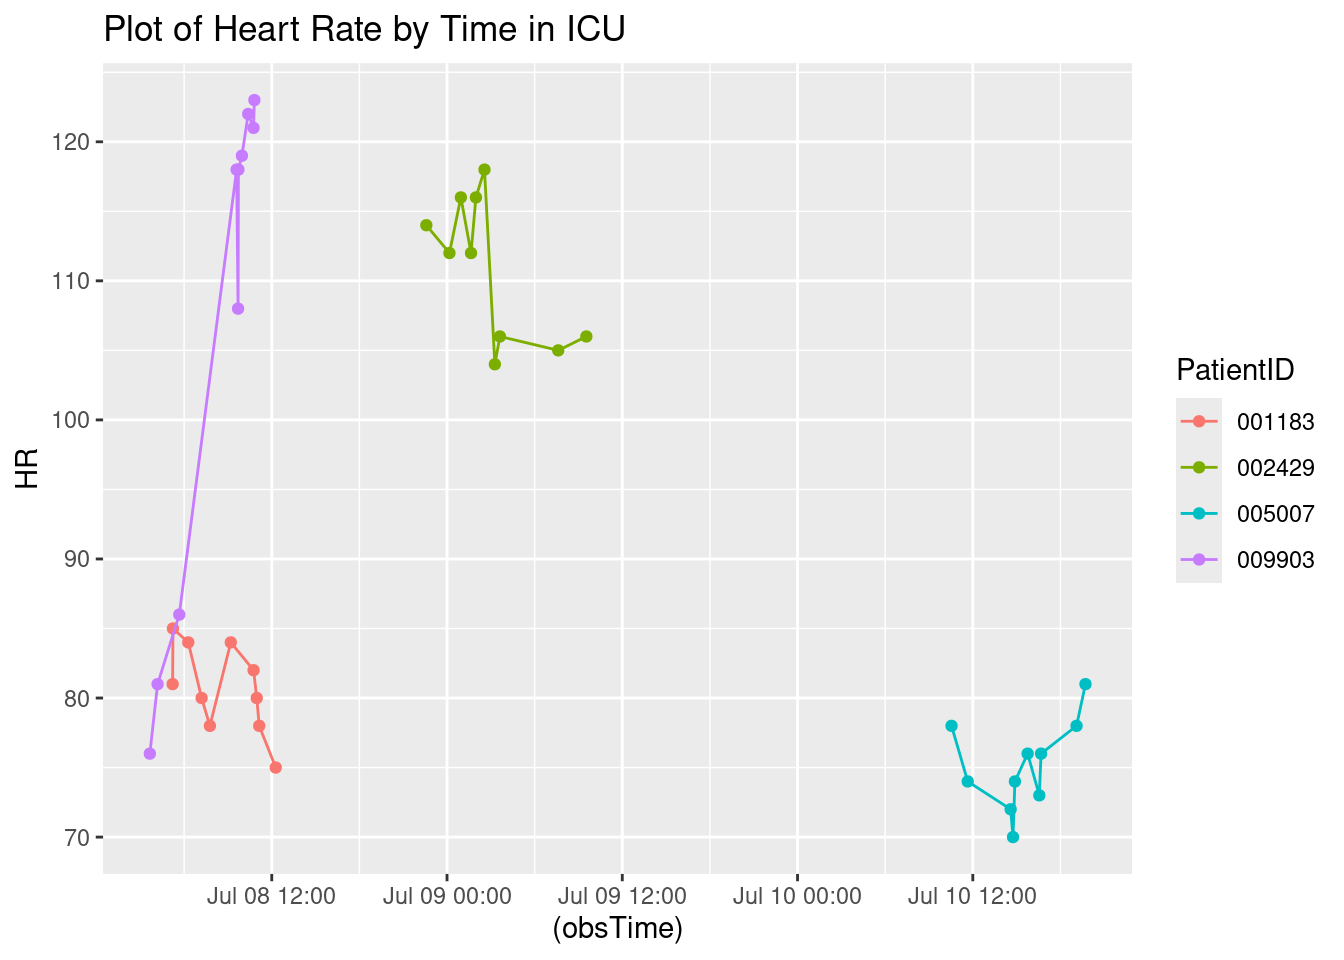 Plot of Heart Rate by Time in ICU
120
110
100
90
80
70
HR
Jul 08 12:00
Jul 09 00:00
Jul 09 12:00
Jul 10 00:00
Jul 10 12:00
(obsTime)
PatientID
001183
002429
005007
009903